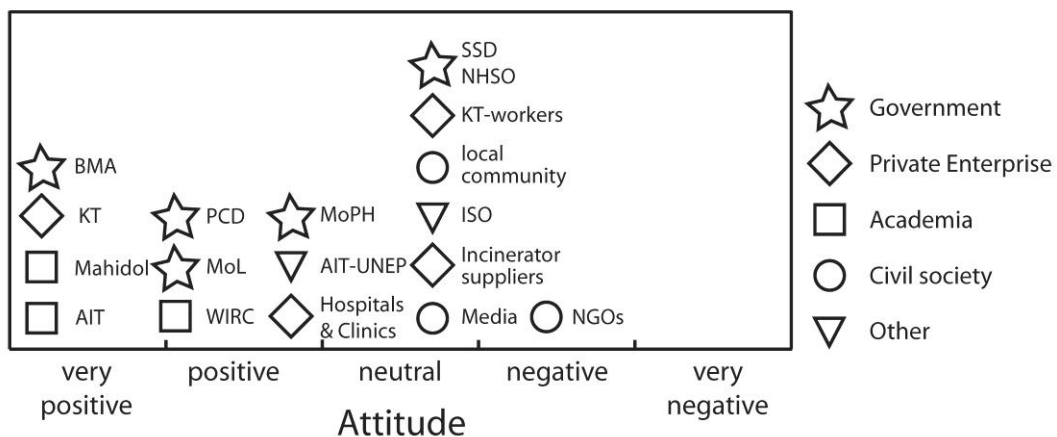 SSD
NHSO
KT-workers
BMA
local
community
KT
PCD
MoPH
ISO
Mahidol
MoL
AIT-UNEP
Incinerator
suppliers
AIT
WIRC
Hospitals
& Clinics
Media
NGOs
very
positive
positive
neutral
negative
very
negative
Attitude
Government
Private Enterprise
Academia
Civil society
Other